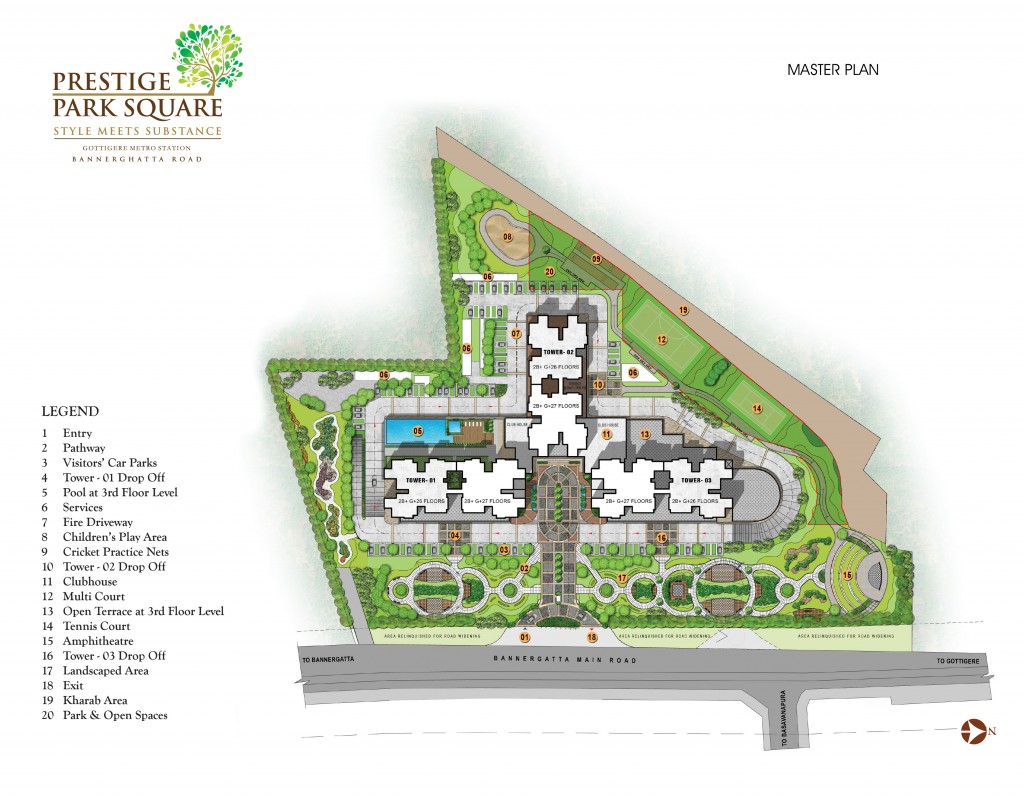 PRESTIGE
PARK SQUARE
STYLE MEETS SUBSTANCE
GOTTIGERE METRO STATION
BANNERGHATTA ROAD
MASTER PLAN
LEGEND
1 Entry
2 Pathway
3 Visitors' Car Parks
4 Tower - 01 Drop Off
5 Pool at 3rd Floor Level
6 Services
7 Fire Driveway
8 Children's Play Area
9 Cricket Practice Nets
10 Tower - 02 Drop Off
11 Clubhouse
12 Multi Court
13 Open Terrace at 3rd Floor Level
14 Tennis Court
15 Amphitheatre
16 Tower - 03 Drop Off
17 Landscaped Area
18 Exit
19 Kharab Area
20 Park & Open Spaces
08
09
20
06
19
07
12
06
TOWER- 02
2B+ G+26 FLOORS
06
06
10
2B+ G+27 FLOORS
14
05
CLUB HOUSE
CLUB HOUSE
11
13
TOWER- 01
TOWER- 03
2B+ G+26 FLOORS
2B+ G+27 FLOORS
2B+ G+27 FLOORS
2B+ G+26 FLOORS
04
16
03
02
17
15
01
18
AREA RELINQUISHED FOR ROAD WIDENING
AREA RELINQUISHED FOR ROAD WIDENING
AREA RELINQUISHED FOR ROAD WIDENING
TO BANNERGATTA
BANNERGATTA MAIN ROAD
TO GOTTIGERE
TO BASAVANAPURA
N